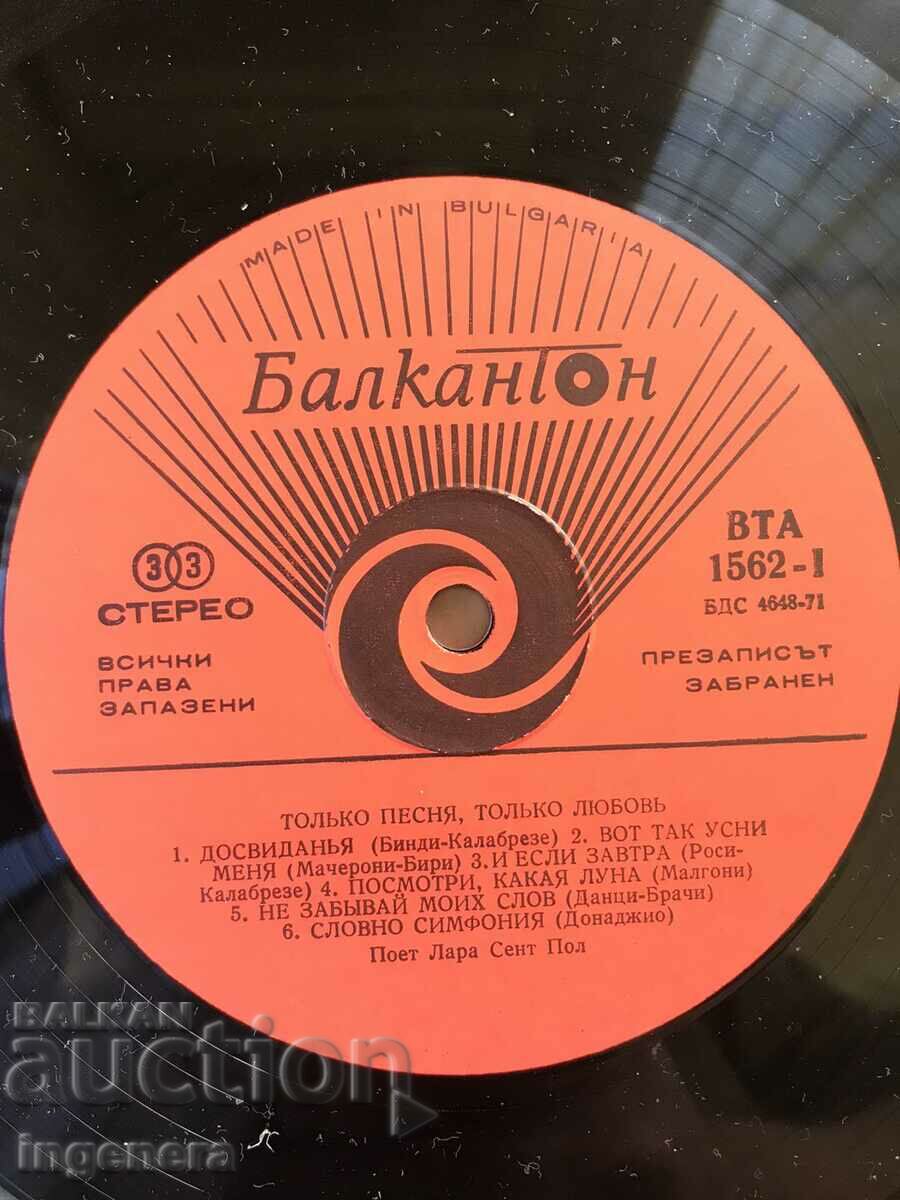 MADE IN BULGARIA
Балкантон
33
СТЕРЕО
ВТА
1562-I
БДС 4648-71
ВСИЧКИ
ПРАВА
ЗАПАЗЕНИ
ПРЕЗАПИСЪТ
ЗАБРАНЕН
ТОЛЬКО ПЕСНЯ, ТОЛЬКО ЛЮБОВЬ
1. ДОСВИДАНЬЯ (Бинди-Калабрезе) 2. ВОТ ТАК УСНИ
МЕНЯ (Мачерони-Бири) 3. И ЕСЛИ ЗАВТРА (Роси-
Калабрезе) 4. ПОСМОТРИ, КАКАЯ ЛУНА (Малгони)
5. НЕ ЗАБЫВАЙ МОИХ СЛОВ (Данци-Брачи)
6. СЛОВНО СИМФОНИЯ (Донаджио)
Поет Лара Сент Пол
BALKAN
auction
ingenera